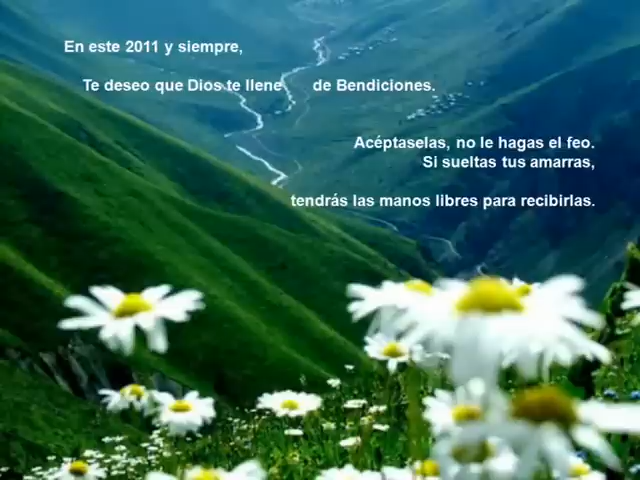 En este 2011 y siempre,
Te deseo que Dios te llene de Bendiciones.
Acéptaselas, no le hagas el feo.
Si sueltas tus amarras,
tendrás las manos libres para recibirlas.